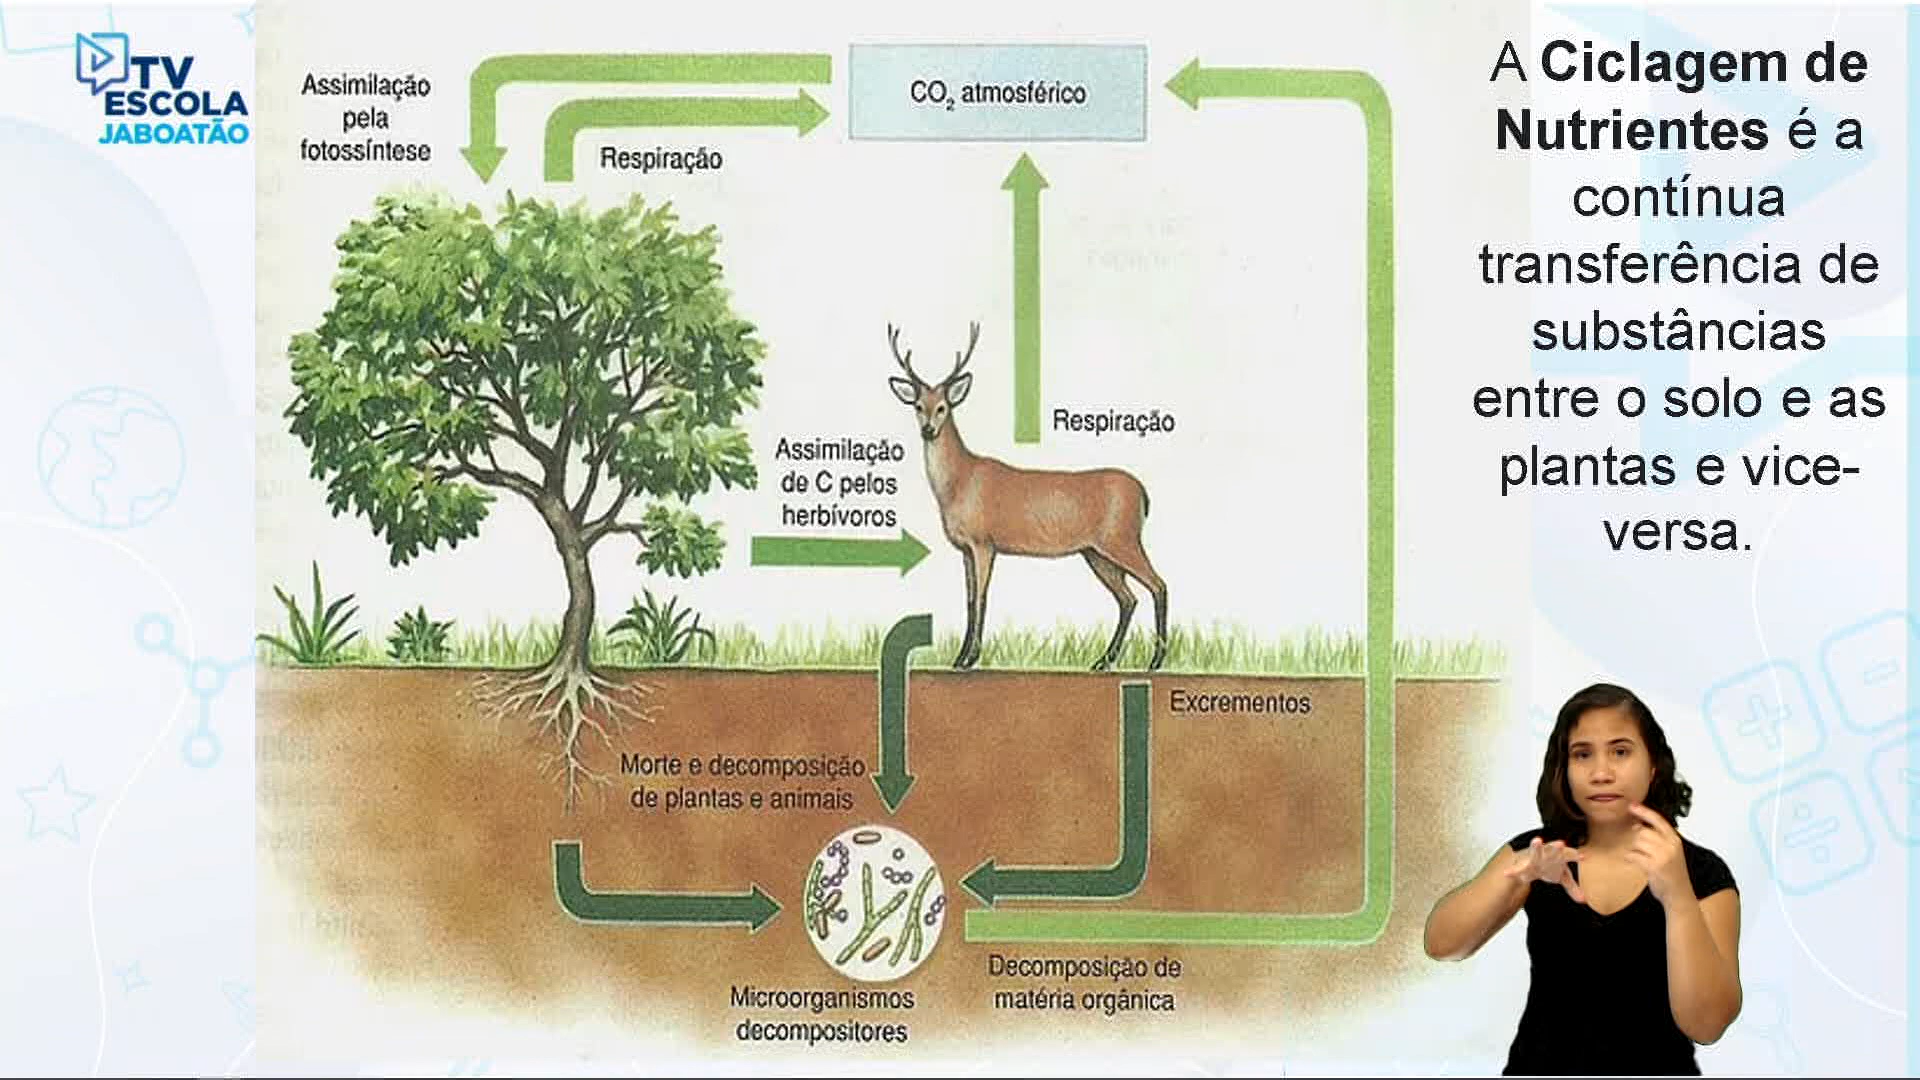 TV
ESCOLA
JABOATÃO
Assimilação
pela
fotossíntese
Respiração
CO₂ atmosférico
A Ciclagem de
Nutrientes é a
contínua
transferência de
substâncias
entre o solo e as
plantas e vice-
versa.
Respiração
Assimilação
de C pelos
herbívoros
Excrementos
Morte e decomposição
de plantas e animais
Decomposição de
matéria orgânica
Microorganismos
decompositores